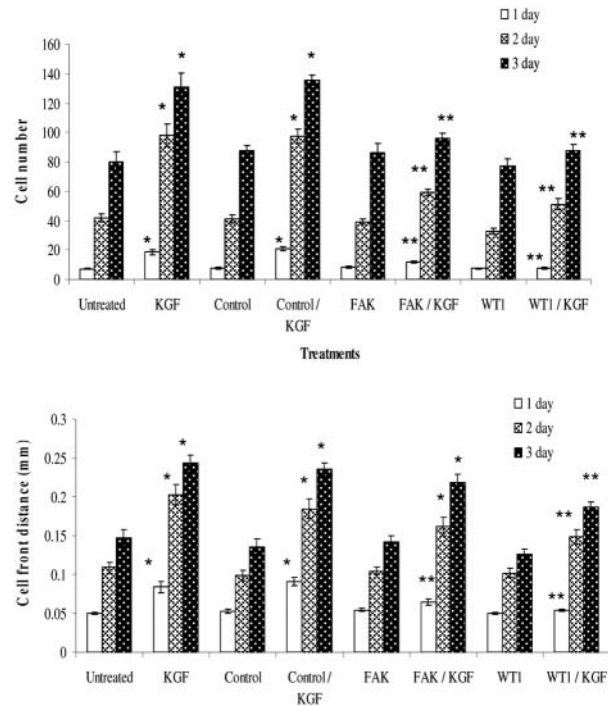 1 day
2 day
3 day
160
140
120
100
80
60
40
20
0
Cell number
* * *
* * *
** ** **
** ** **
Untreated KGF Control Control / KGF FAK FAK / KGF WT1 WT1 / KGF
Treatments
1 day
2 day
3 day
0.3
0.25
0.2
0.15
0.1
0.05
0
Cell front distance (mm)
* * *
* * *
** * *
** ** **
Untreated KGF Control Control / KGF FAK FAK / KGF WT1 WT1 / KGF